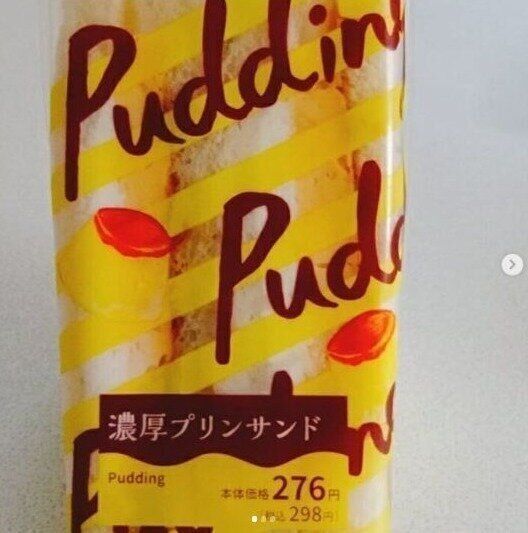 Pudding
Pudd
濃厚プリンサンド
Pudding
本体価格 276円
税込 298円